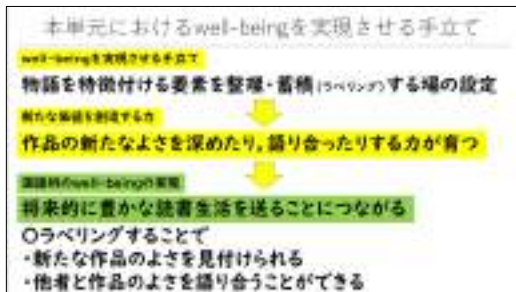 本単元におけるwell-beingを実現させる手立て
well-beingを実現させる手立て
物語を特徴付ける要素を整理・蓄積(ラベリング)する場の設定
新たな価値を創造する力
作品の新たなよさを深めたり,語り合ったりする力が育つ
国語科のwell-beingの実現
将来的に豊かな読書生活を送ることにつながる
○ラベリングすることで
・新たな作品のよさを見付けられる
・他者と作品のよさを語り合うことができる